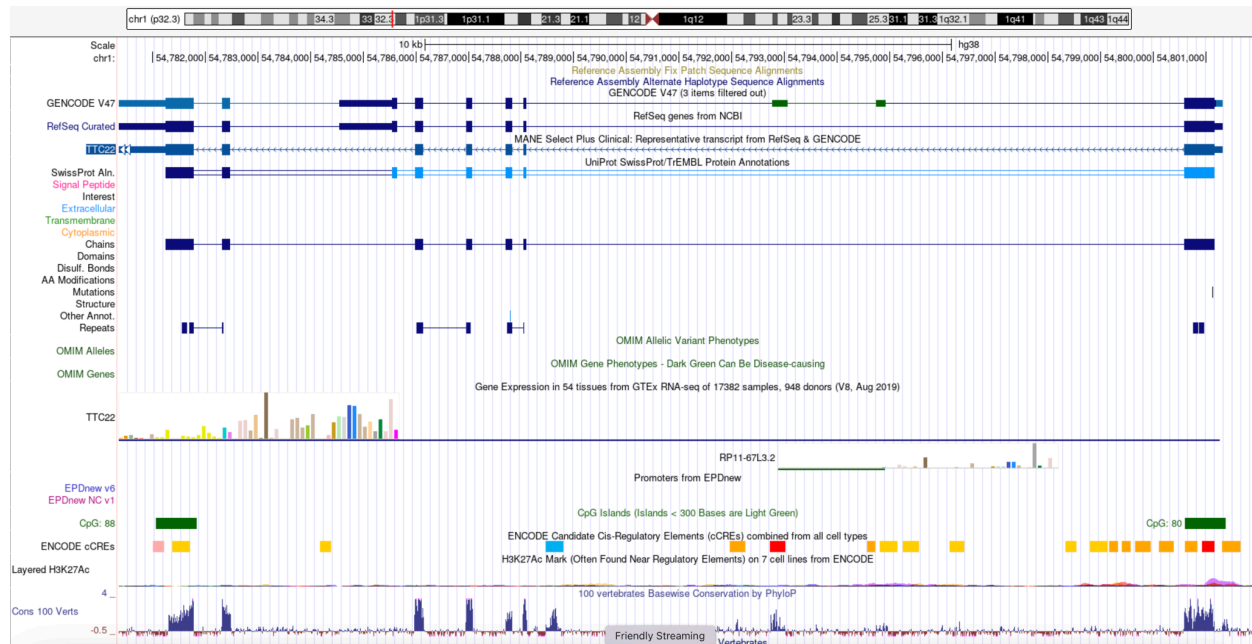 chr1 (p32.3) 34.3 33 32.3 1p31.3 1p31.1 21.3 21.1 12 1q12 23.3 25.3 31.1 31.3 1q32.1 1q41 1q43 1q44
Scale 10 kb hg38
chr1: 54,782,000 54,783,000 54,784,000 54,785,000 54,786,000 54,787,000 54,788,000 54,789,000 54,790,000 54,791,000 54,792,000 54,793,000 54,794,000 54,795,000 54,796,000 54,797,000 54,798,000 54,799,000 54,800,000 54,801,000
Reference Assembly Fix Patch Sequence Alignments
Reference Assembly Alternate Haplotype Sequence Alignments
GENCODE V47 (3 items filtered out)
GENCODE V47
RefSeq genes from NCBI
RefSeq Curated
MANE Select Plus Clinical: Representative transcript from RefSeq & GENCODE
TTC22
UniProt SwissProt/TrEMBL Protein Annotations
SwissProt Aln.
Signal Peptide
Interest
Extracellular
Transmembrane
Cytoplasmic
Chains
Domains
Disulf. Bonds
AA Modifications
Mutations
Structure
Other Annot.
Repeats
OMIM Allelic Variant Phenotypes
OMIM Alleles
OMIM Gene Phenotypes - Dark Green Can Be Disease-causing
OMIM Genes
Gene Expression in 54 tissues from GTEx RNA-seq of 17382 samples, 948 donors (V8, Aug 2019)
TTC22
RP11-67L3.2
Promoters from EPDnew
EPDnew v6
EPDnew NC v1
CpG Islands (Islands < 300 Bases are Light Green)
CpG: 88 CpG: 80
ENCODE Candidate Cis-Regulatory Elements (cCREs) combined from all cell types
ENCODE cCREs
H3K27Ac Mark (Often Found Near Regulatory Elements) on 7 cell lines from ENCODE
Layered H3K27Ac
100 vertebrates Basewise Conservation by PhyloP
4 _
Cons 100 Verts
-0.5 _
Friendly Streaming